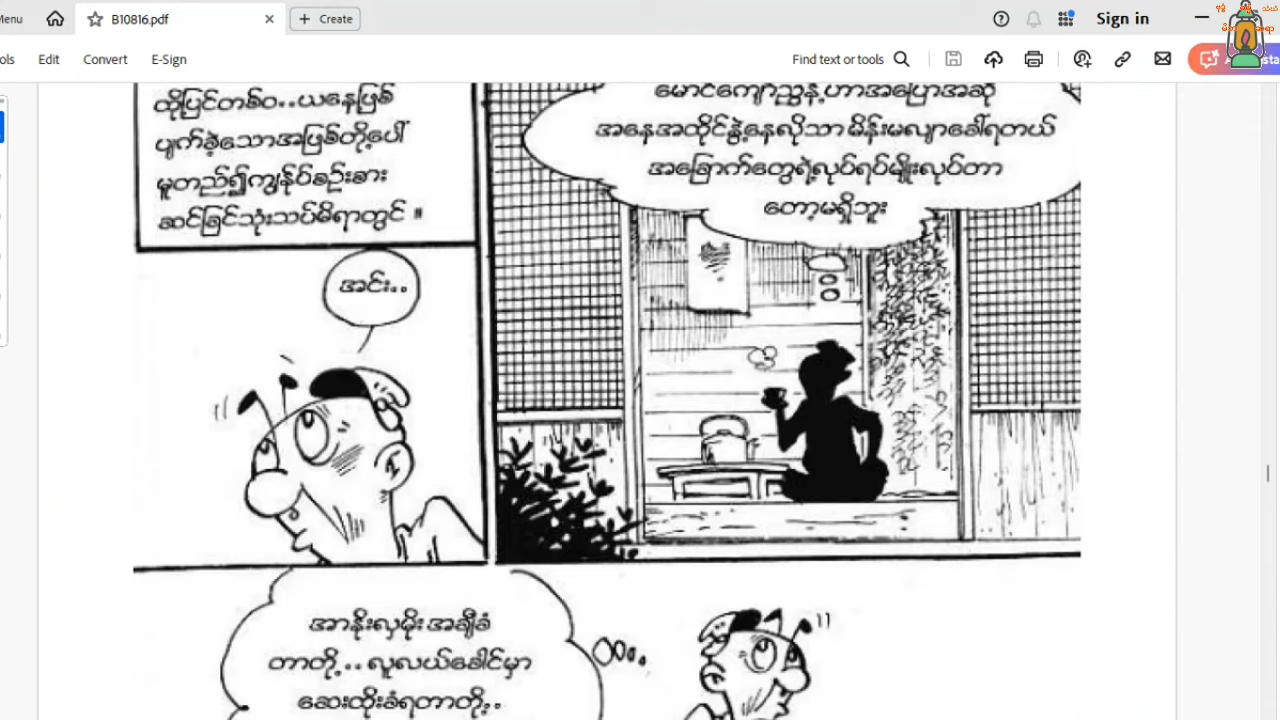 Menu
B10816.pdf
Create
Sign in
ols
Edit
Convert
E-Sign
Find text or tools
ထို့ပြင်တစ်ဝ..ယနေ့ဖြစ်
ပျက်ခဲ့သောအဖြစ်တို့ပေါ်
မူတည်၍ကျွန်ုပ်စဉ်းစား
ဆင်ခြင်သုံးသပ်မိရာတွင် ။
မောင်ကျော်ညွန့်ဟာအပြောအဆို
အနေအထိုင်နွဲ့နေလို့သာ မိန်းမလျာခေါ်ရတယ်
အခြောက်တွေရဲ့လုပ်ရပ်မျိုးလုပ်တာ
တော့မရှိဘူး
အင်း..
အာနိုးလှမိုး အချီခံ
တာတို့.. လူလယ်ခေါင်မှာ
ဆေးထိုးခံရတာတို့..